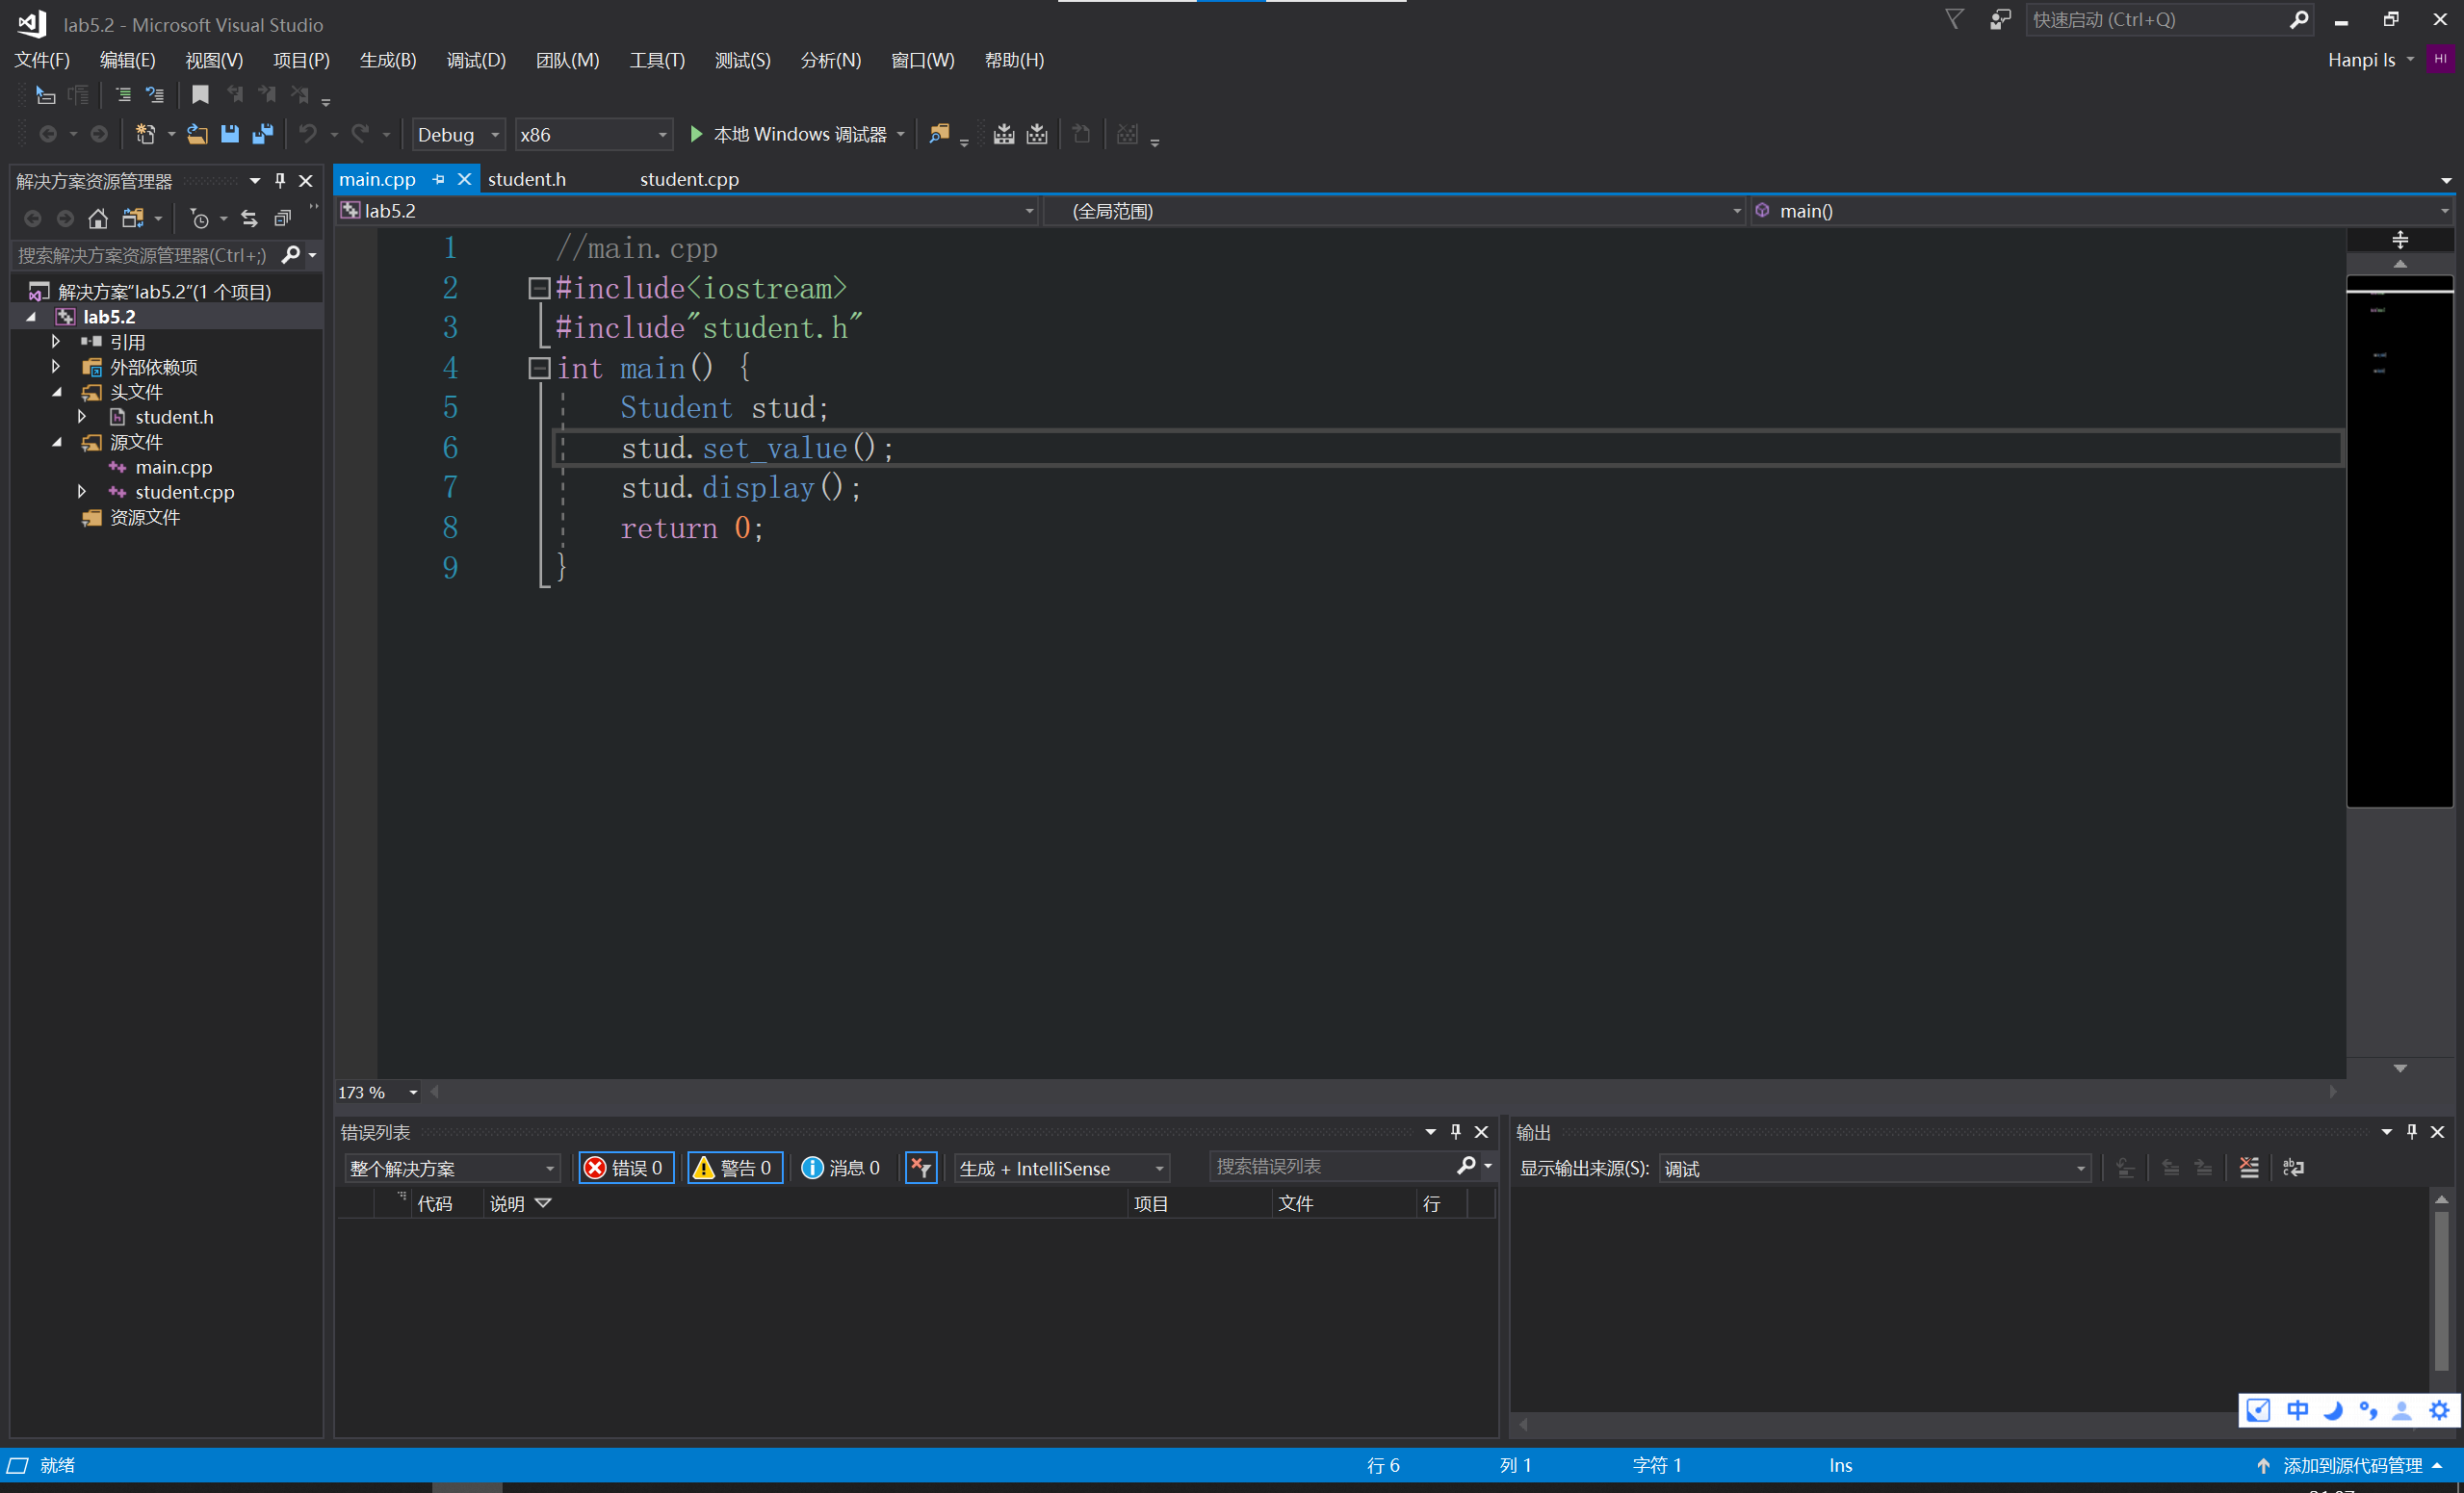 lab5.2 - Microsoft Visual Studio
快速启动 (Ctrl+Q)
文件(F) 编辑(E) 视图(V) 项目(P) 生成(B) 调试(D) 团队(M) 工具(T) 测试(S) 分析(N) 窗口(W) 帮助(H)
Hanpi ls
HI
Debug x86 本地 Windows 调试器
解决方案资源管理器
搜索解决方案资源管理器(Ctrl+;)
解决方案"lab5.2"(1 个项目)
lab5.2
引用
外部依赖项
头文件
student.h
源文件
main.cpp
student.cpp
资源文件
main.cpp student.h student.cpp
lab5.2 (全局范围) main()
1 //main.cpp
2 #include<iostream>
3 #include"student.h"
4 int main() {
5 Student stud;
6 stud.set_value();
7 stud.display();
8 return 0;
9 }
173 %
错误列表
整个解决方案 错误 0 警告 0 消息 0 生成 + IntelliSense 搜索错误列表
代码 说明 项目 文件 行
输出
显示输出来源(S): 调试
中
就绪 行 6 列 1 字符 1 Ins 添加到源代码管理